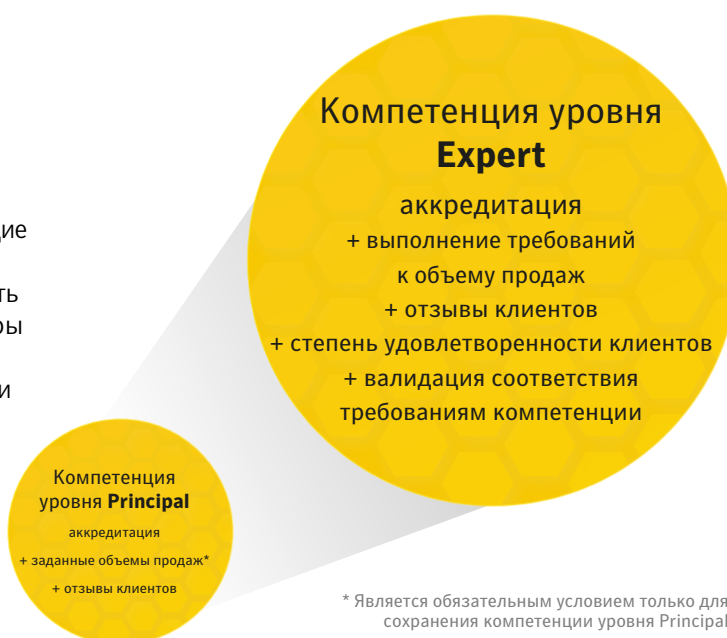 Компетенция уровня
Expert
аккредитация
+ выполнение требований
к объему продаж
+ отзывы клиентов
+ степень удовлетворенности клиентов
+ валидация соответствия
требованиям компетенции
Компетенция
уровня Principal
аккредитация
+ заданные объемы продаж*
+ отзывы клиентов
* Является обязательным условием только для
сохранения компетенции уровня Principal